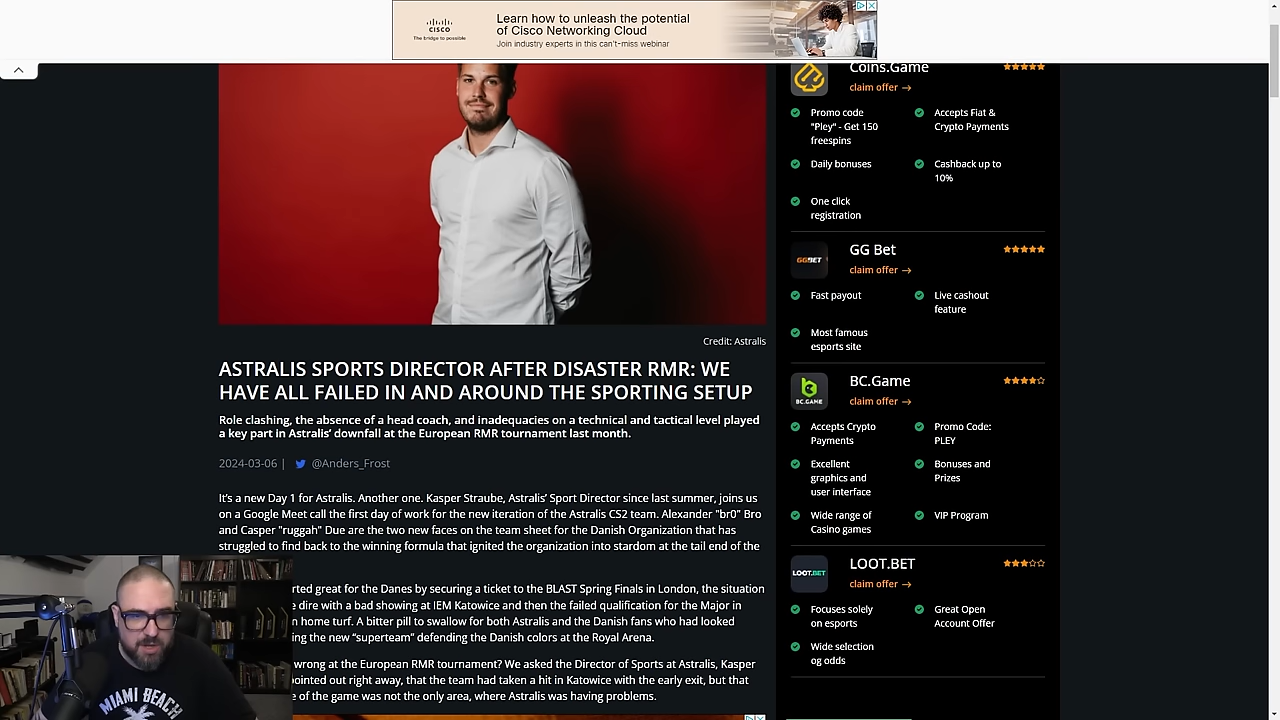 CISCO
The bridge to possible
Learn how to unleash the potential
of Cisco Networking Cloud
Join industry experts in this can't-miss webinar
Credit: Astralis
ASTRALIS SPORTS DIRECTOR AFTER DISASTER RMR: WE
HAVE ALL FAILED IN AND AROUND THE SPORTING SETUP
Role clashing, the absence of a head coach, and inadequacies on a technical and tactical level played
a key part in Astralis' downfall at the European RMR tournament last month.
2024-03-06 | @Anders_Frost
It's a new Day 1 for Astralis. Another one. Kasper Straube, Astralis' Sport Director since last summer, joins us
on a Google Meet call the first day of work for the new iteration of the Astralis CS2 team. Alexander "br0" Bro
and Casper "ruggah" Due are the two new faces on the team sheet for the Danish Organization that has
struggled to find back to the winning formula that ignited the organization into stardom at the tail end of the
rted great for the Danes by securing a ticket to the BLAST Spring Finals in London, the situation
dire with a bad showing at IEM Katowice and then the failed qualification for the Major in
home turf. A bitter pill to swallow for both Astralis and the Danish fans who had looked
ing the new "superteam" defending the Danish colors at the Royal Arena.
wrong at the European RMR tournament? We asked the Director of Sports at Astralis, Kasper
ointed out right away, that the team had taken a hit in Katowice with the early exit, but that
of the game was not the only area, where Astralis was having problems.
MIAMI BEACH
Coins.Game
claim offer →
Promo code
"Pley" - Get 150
freespins
Accepts Fiat &
Crypto Payments
Daily bonuses
Cashback up to
10%
One click
registration
GGBET
GG Bet
claim offer →
Fast payout
Live cashout
feature
Most famous
esports site
BC.GAME
BC.Game
claim offer →
Accepts Crypto
Payments
Promo Code:
PLEY
Excellent
graphics and
user interface
Bonuses and
Prizes
Wide range of
Casino games
VIP Program
LOOT.BET
LOOT.BET
claim offer →
Focuses solely
on esports
Great Open
Account Offer
Wide selection
og odds